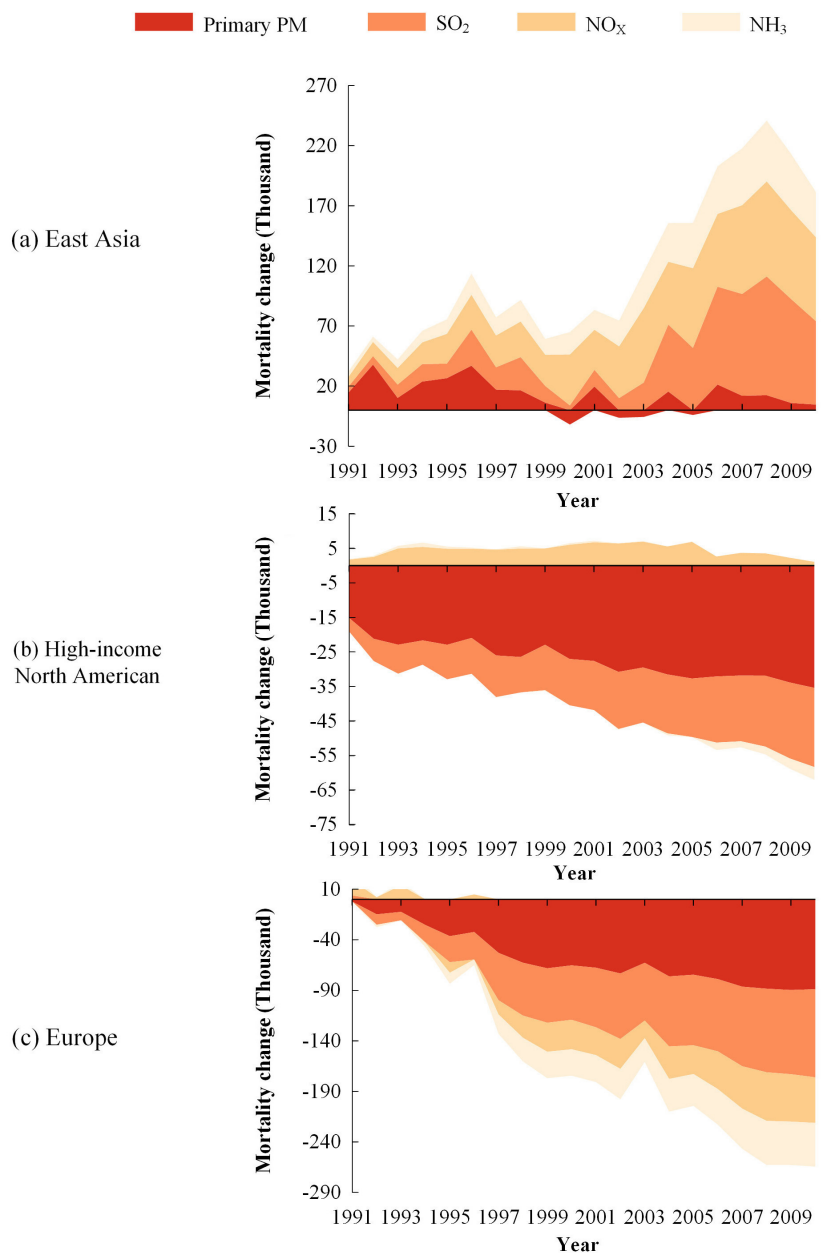 Primary PM SO₂ NOX NH₃
270
220
170
120
70
20
-30
Mortality change (Thousand)
(a) East Asia
1991 1993 1995 1997 1999 2001 2003 2005 2007 2009
Year
15
5
-5
-15
-25
-35
-45
-55
-65
-75
Mortality change (Thousand)
(b) High-income
North American
1991 1993 1995 1997 1999 2001 2003 2005 2007 2009
Year
10
-40
-90
-140
-190
-240
-290
Mortality change (Thousand)
(c) Europe
1991 1993 1995 1997 1999 2001 2003 2005 2007 2009
Year